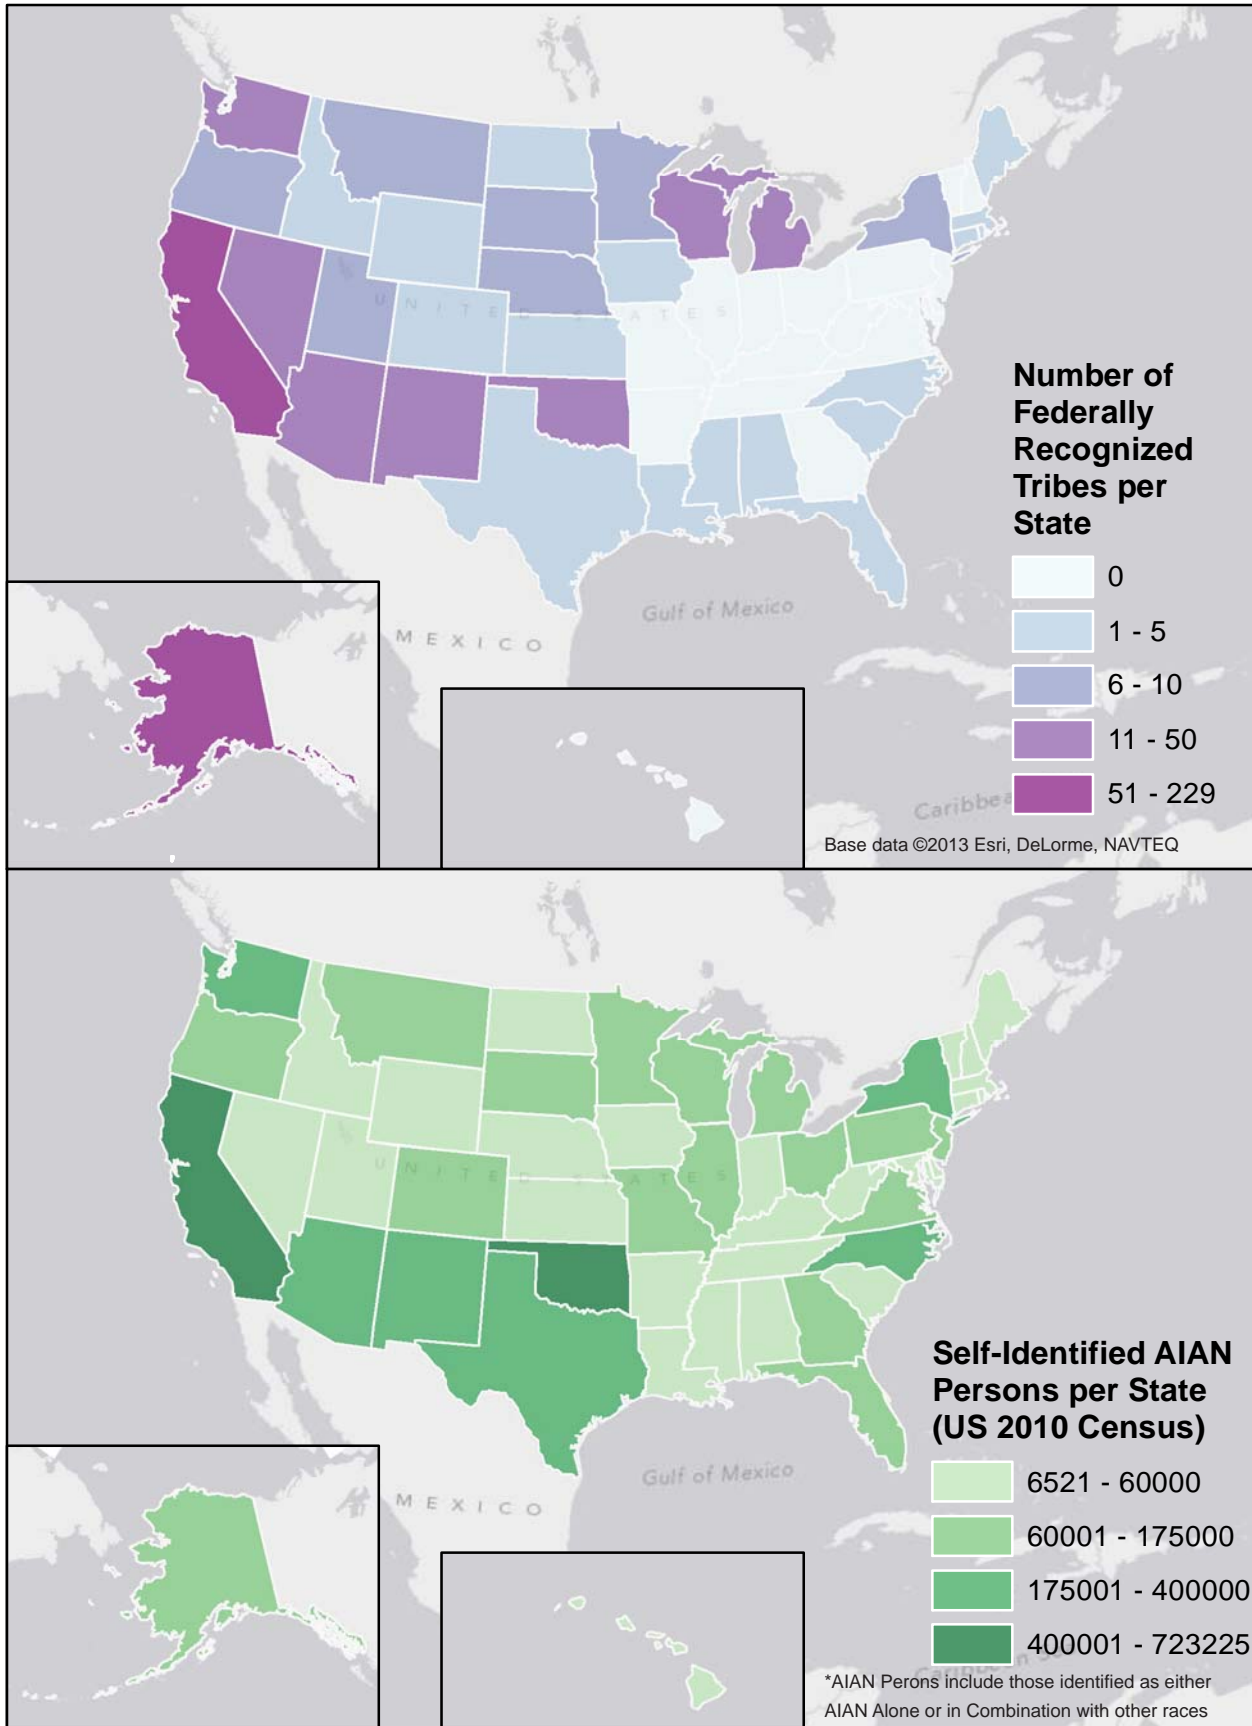 UNITED STATES
Number of
Federally
Recognized
Tribes per
State
0
1 - 5
6 - 10
11 - 50
51 - 229
Gulf of Mexico
MEXICO
Caribbea
Base data ©2013 Esri, DeLorme, NAVTEQ
UNITED STATES
Self-Identified AIAN
Persons per State
(US 2010 Census)
6521 - 60000
60001 - 175000
175001 - 400000
400001 - 723225
Gulf of Mexico
MEXICO
*AIAN Perons include those identified as either
AIAN Alone or in Combination with other races